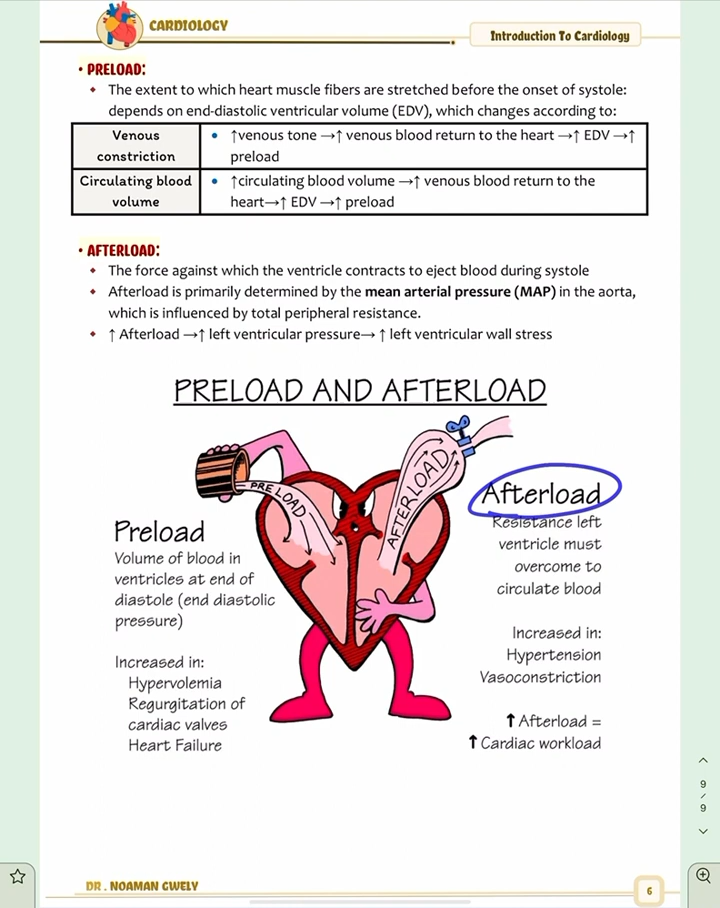 CARDIOLOGY
Introduction To Cardiology
• PRELOAD:
The extent to which heart muscle fibers are stretched before the onset of systole:
depends on end-diastolic ventricular volume (EDV), which changes according to:
Venous
constriction
• ↑venous tone →↑ venous blood return to the heart →↑ EDV →↑
preload
Circulating blood
volume
• ↑circulating blood volume →↑ venous blood return to the
heart→↑ EDV →↑ preload
• AFTERLOAD:
The force against which the ventricle contracts to eject blood during systole
Afterload is primarily determined by the mean arterial pressure (MAP) in the aorta,
which is influenced by total peripheral resistance.
↑ Afterload →↑ left ventricular pressure→ ↑ left ventricular wall stress
PRELOAD AND AFTERLOAD
PRELOAD
AFTERLOAD
Preload
Volume of blood in
ventricles at end of
diastole (end diastolic
pressure)
Increased in:
Hypervolemia
Regurgitation of
cardiac valves
Heart Failure
Afterload
Resistance left
ventricle must
overcome to
circulate blood
Increased in:
Hypertension
Vasoconstriction
↑ Afterload =
↑ Cardiac workload
9
/
9
DR. NOAMAN GWELY
6